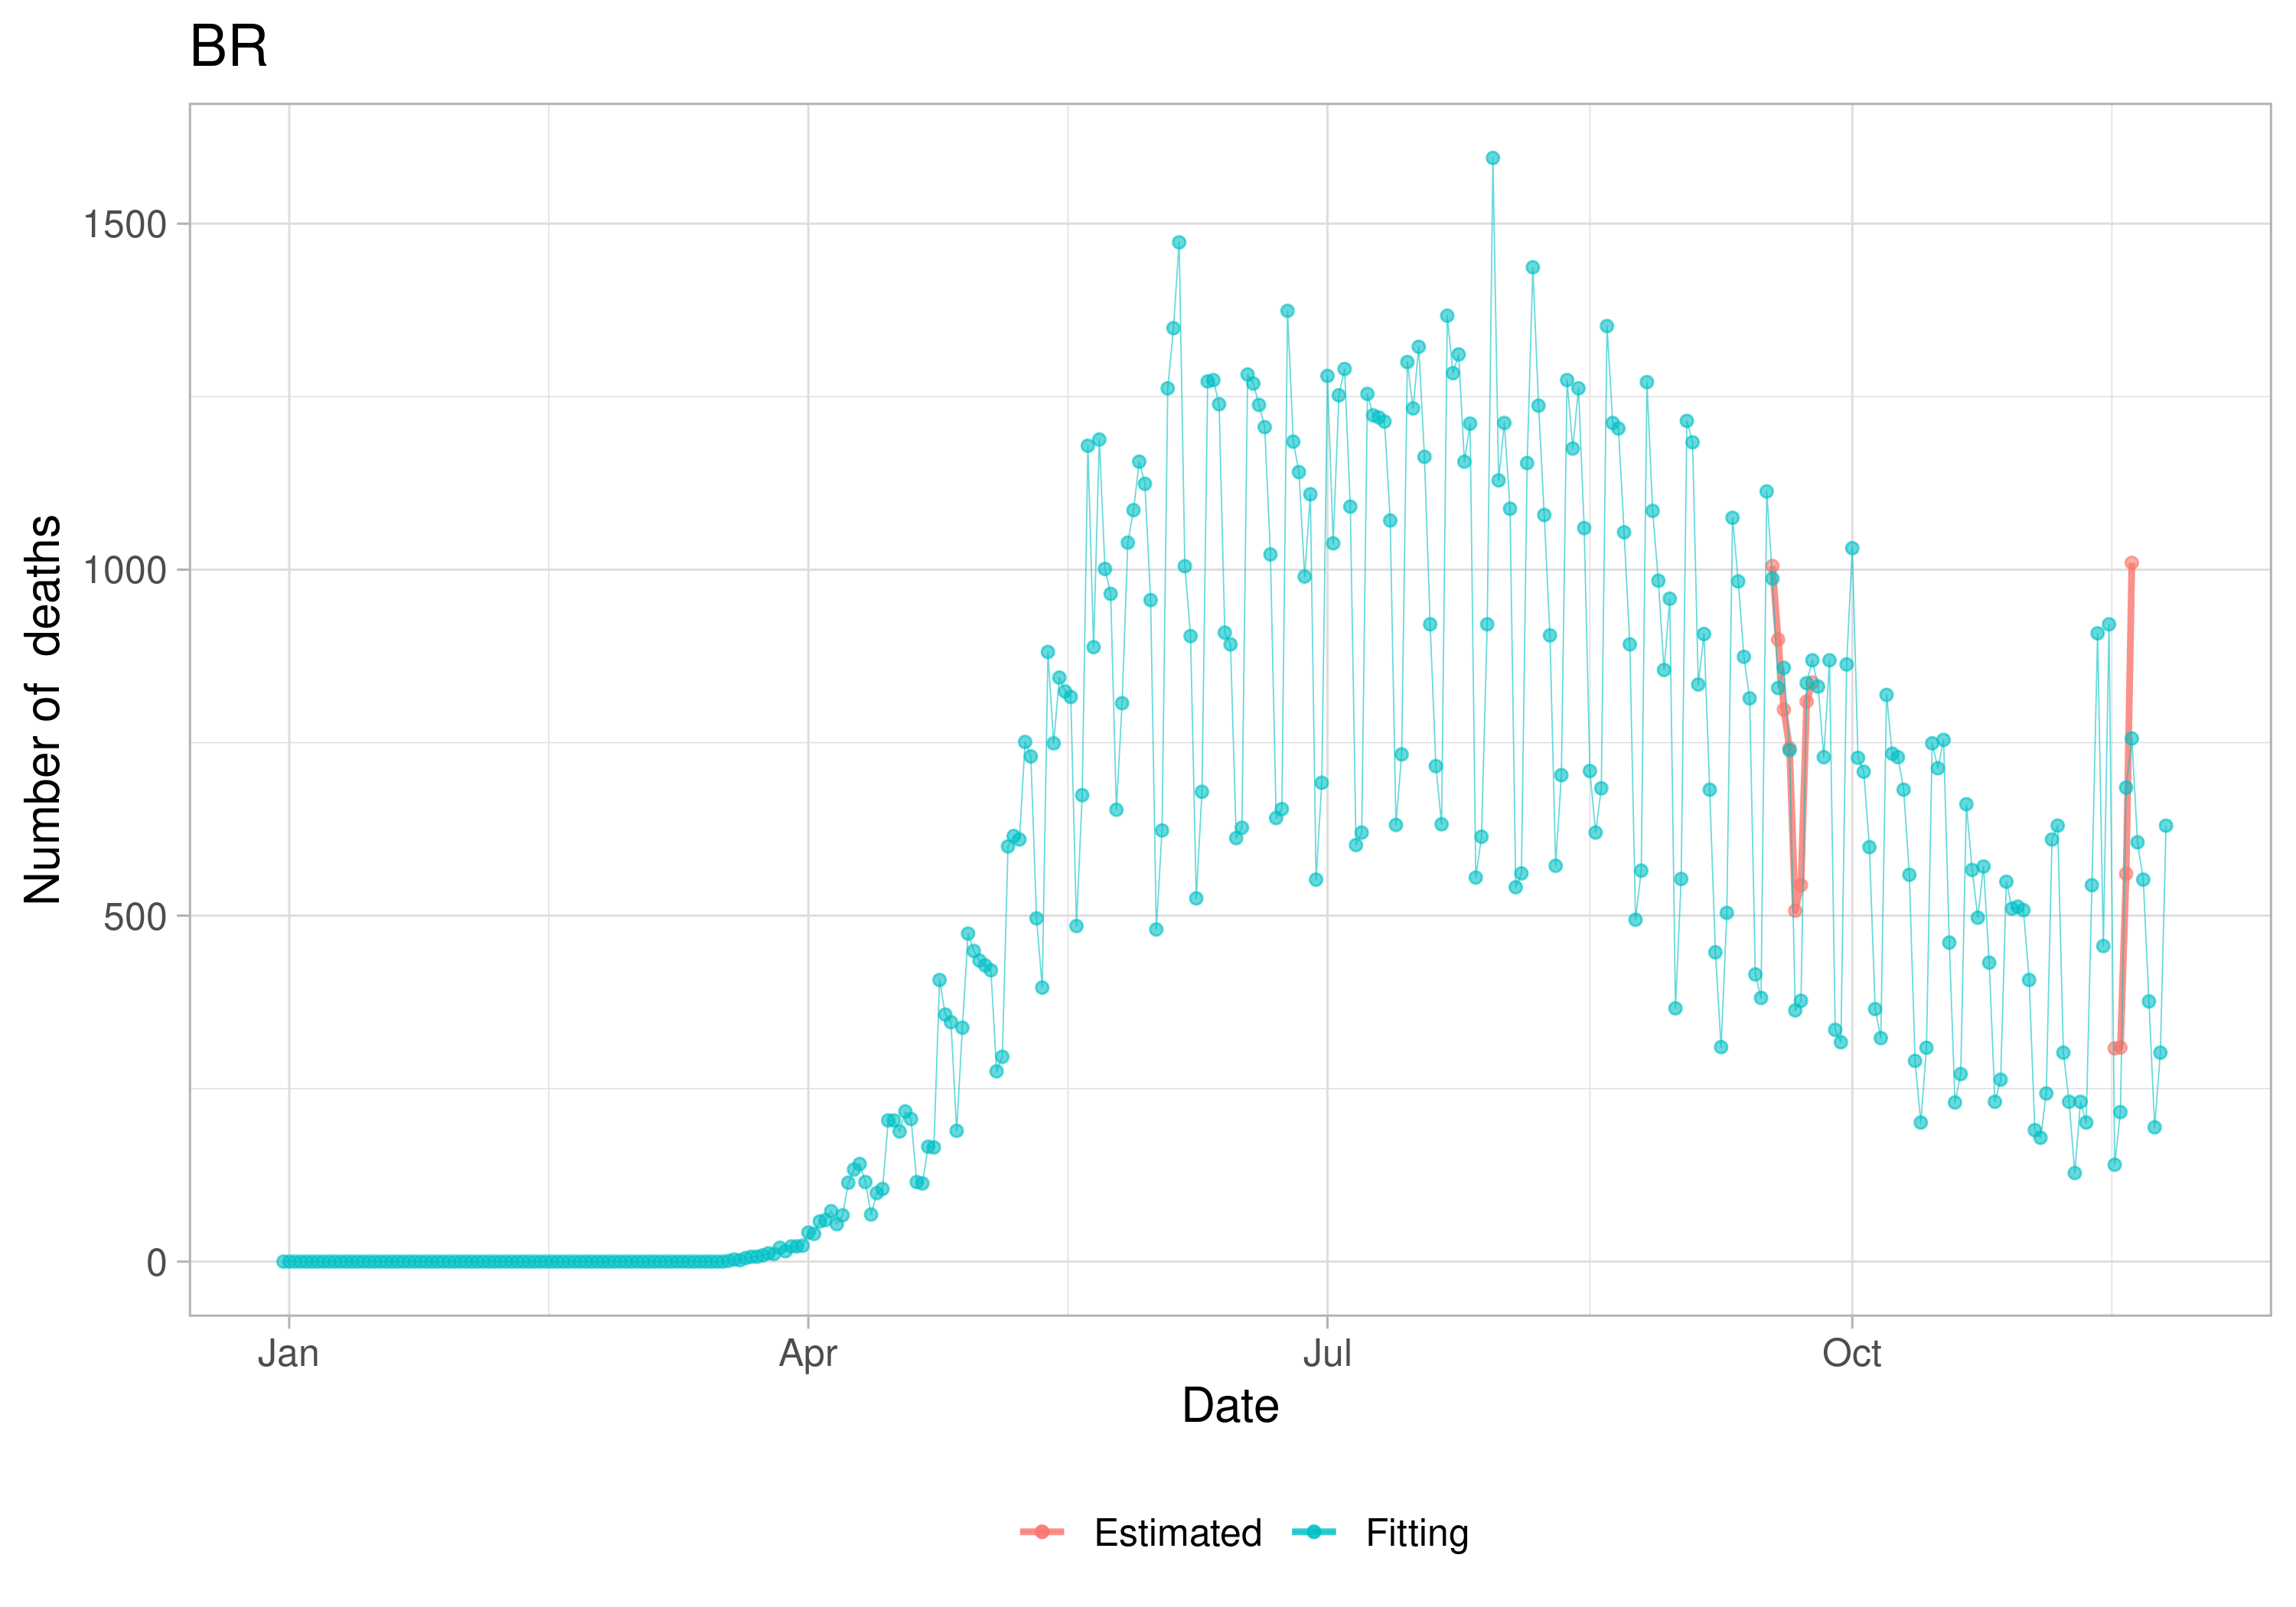 BR
1500
1000
500
0
Number of deaths
Jan Apr Jul Oct
Date
Estimated Fitting